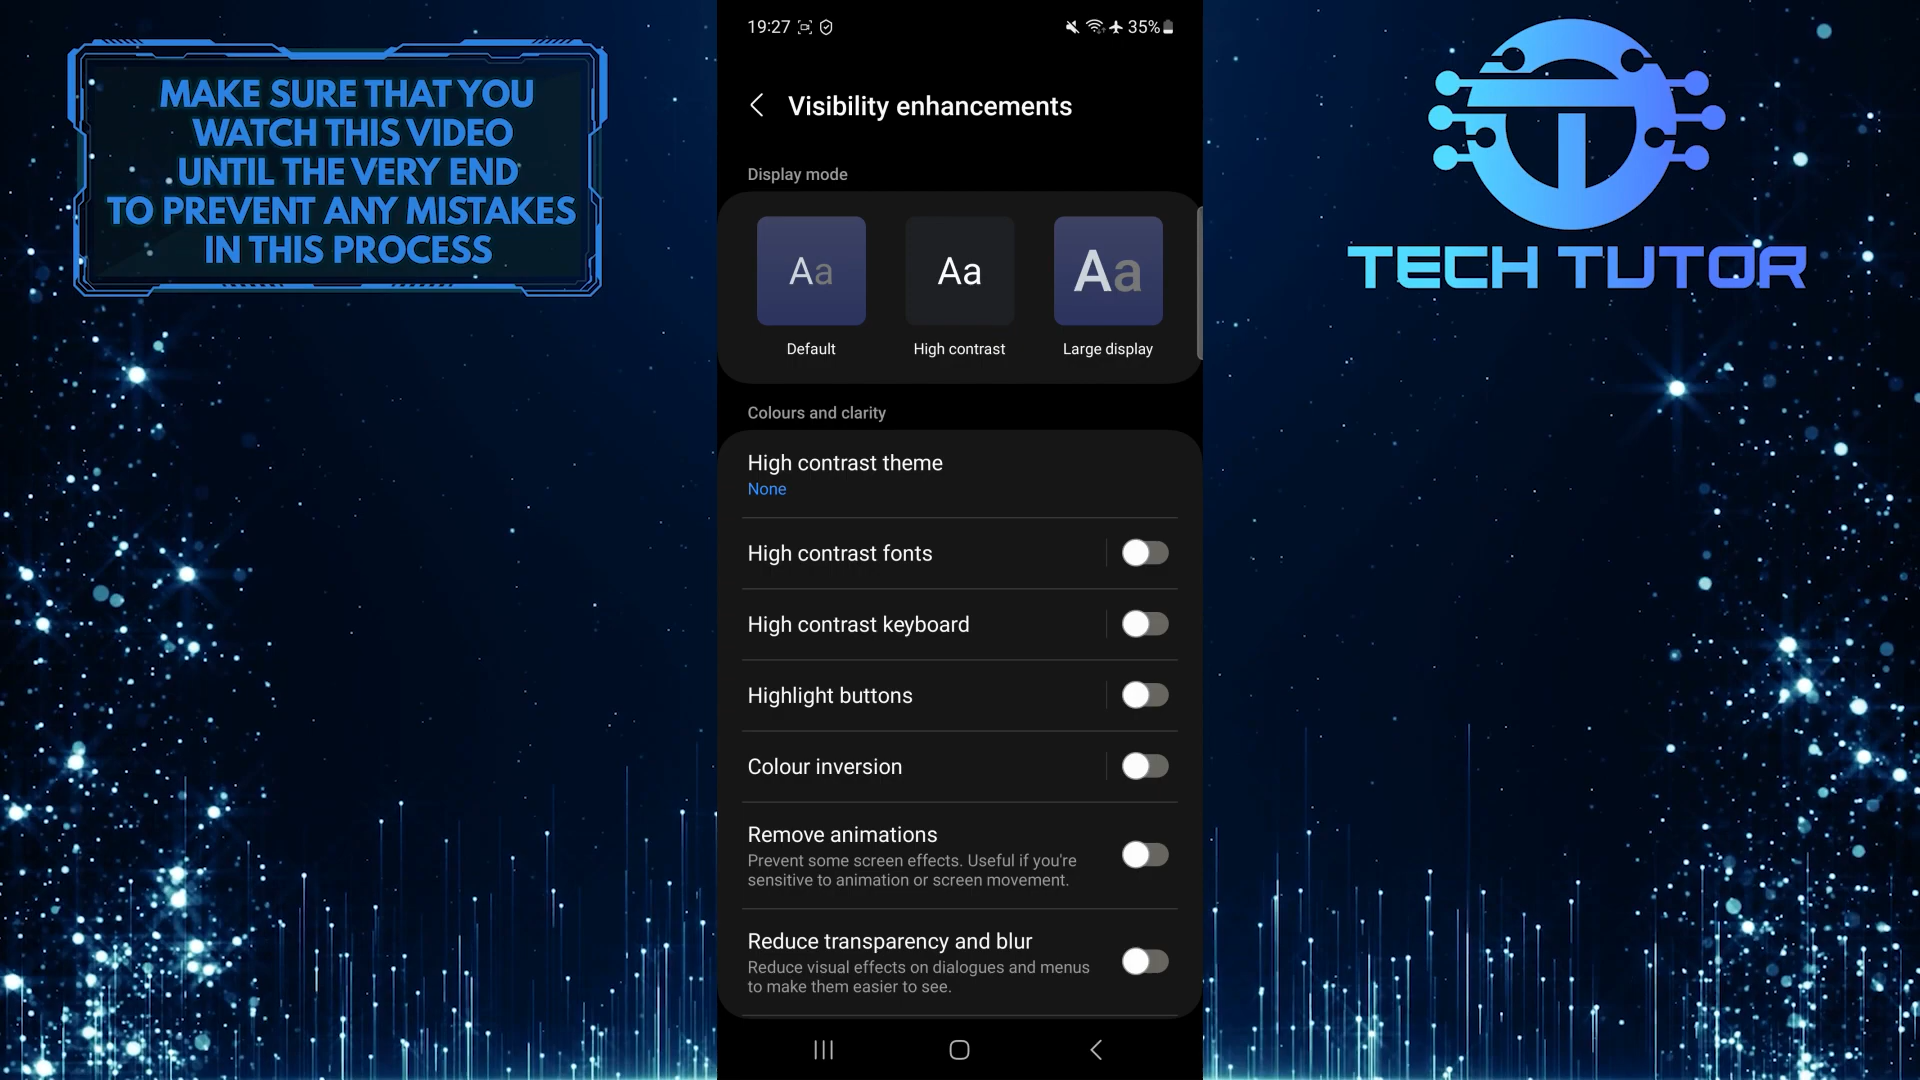 MAKE SURE THAT YOU
WATCH THIS VIDEO
UNTIL THE VERY END
TO PREVENT ANY MISTAKES
IN THIS PROCESS
19:27
35%
Visibility enhancements
Display mode
Aa
Aa
Aa
Default
High contrast
Large display
Colours and clarity
High contrast theme
None
High contrast fonts
High contrast keyboard
Highlight buttons
Colour inversion
Remove animations
Prevent some screen effects. Useful if you're
sensitive to animation or screen movement.
Reduce transparency and blur
Reduce visual effects on dialogues and menus
to make them easier to see.
TECH TUTOR